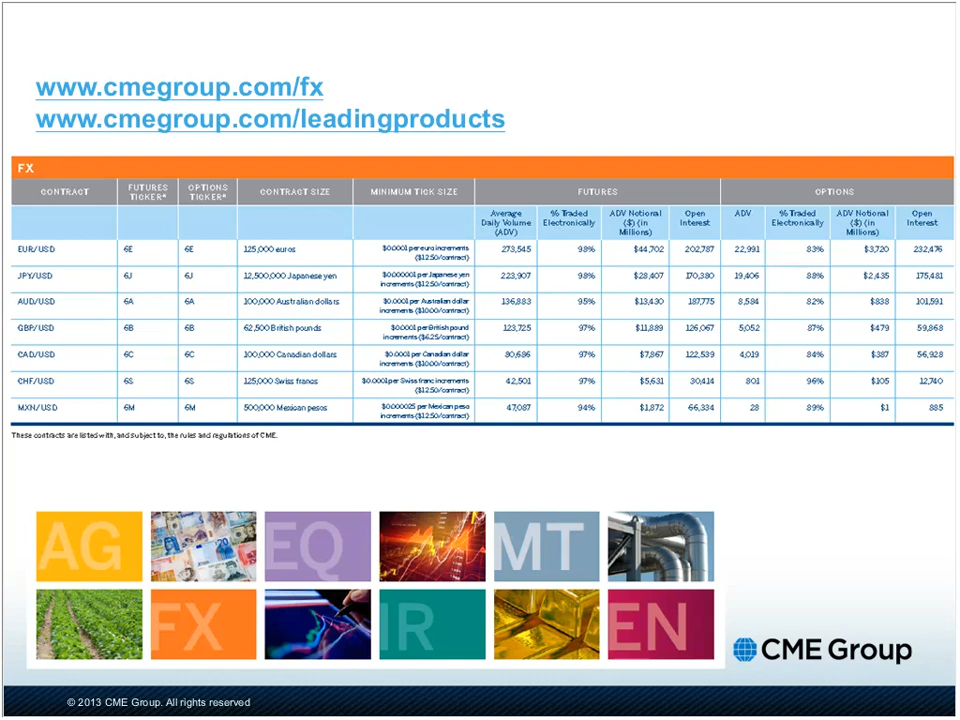 www.cmegroup.com/fx
www.cmegroup.com/leadingproducts
FX
CONTRACT FUTURES TICKER* OPTIONS TICKER* CONTRACT SIZE MINIMUM TICK SIZE FUTURES OPTIONS
Average Daily Volume (ADV) % Traded Electronically ADV Notional ($) (in Millions) Open Interest ADV % Traded Electronically ADV Notional ($) (in Millions) Open Interest
EUR/USD 6E 6E 125,000 euros $0.0001 per euro increments ($12.50/contract) 273,545 98% $44,702 202,787 22,991 83% $3,720 232,476
JPY/USD 6J 6J 12,500,000 Japanese yen $0.000001 per Japanese yen increments ($12.50/contract) 223,907 98% $28,407 170,380 19,406 88% $2,435 175,481
AUD/USD 6A 6A 100,000 Australian dollars $0.0001 per Australian dollar increments ($10.00/contract) 136,883 95% $13,430 187,775 8,584 82% $838 101,591
GBP/USD 6B 6B 62,500 British pounds $0.0001 per British pound increments ($6.25/contract) 123,725 97% $11,889 126,067 5,052 87% $479 59,868
CAD/USD 6C 6C 100,000 Canadian dollars $0.0001 per Canadian dollar increments ($10.00/contract) 80,686 97% $7,867 122,539 4,019 84% $387 56,928
CHF/USD 6S 6S 125,000 Swiss francs $0.0001 per Swiss franc increments ($12.50/contract) 42,501 97% $5,631 30,414 801 96% $105 12,740
MXN/USD 6M 6M 500,000 Mexican pesos $0.000025 per Mexican peso increments ($12.50/contract) 47,087 94% $1,872 66,334 28 89% $1 885
These contracts are listed with, and subject to, the rules and regulations of CME.
AG EQ MT
FX IR EN
CME Group
© 2013 CME Group. All rights reserved